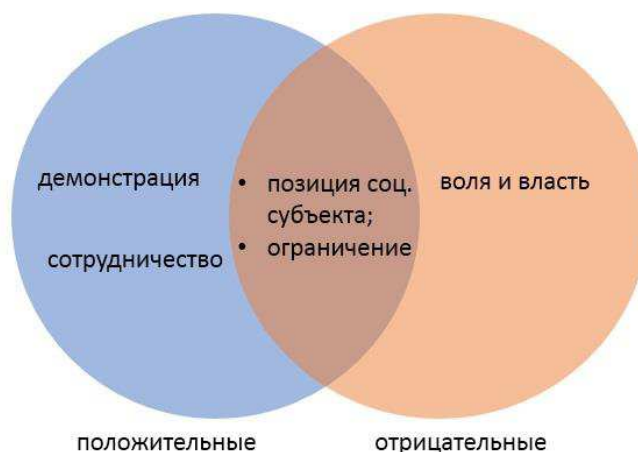 демонстрация
сотрудничество
• позиция соц.
субъекта;
• ограничение
воля и власть
положительные
отрицательные